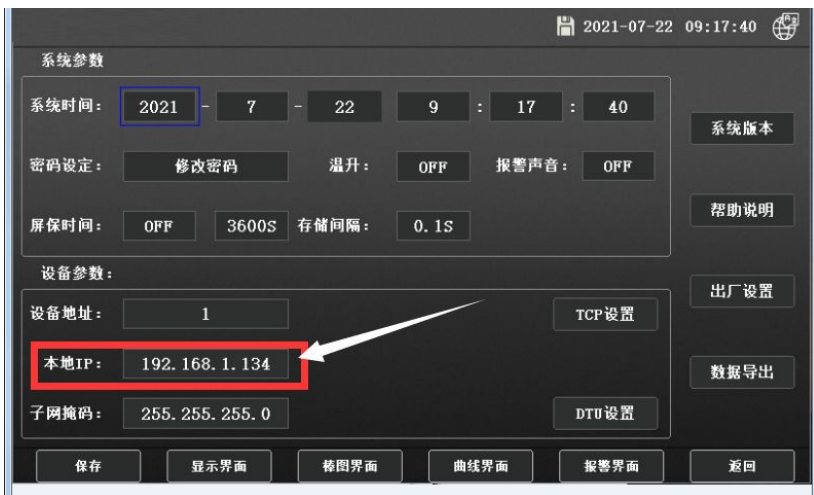 2021-07-22 09:17:40
系统参数
系统时间： 2021 - 7 - 22 9 : 17 : 40
系统版本
密码设定： 修改密码 温升： OFF 报警声音： OFF
帮助说明
屏保时间： OFF 3600S 存储间隔： 0.1S
设备参数：
出厂设置
设备地址： 1 TCP设置
本地IP： 192.168.1.134
数据导出
子网掩码： 255.255.255.0 DTU设置
保存 显示界面 棒图界面 曲线界面 报警界面 返回